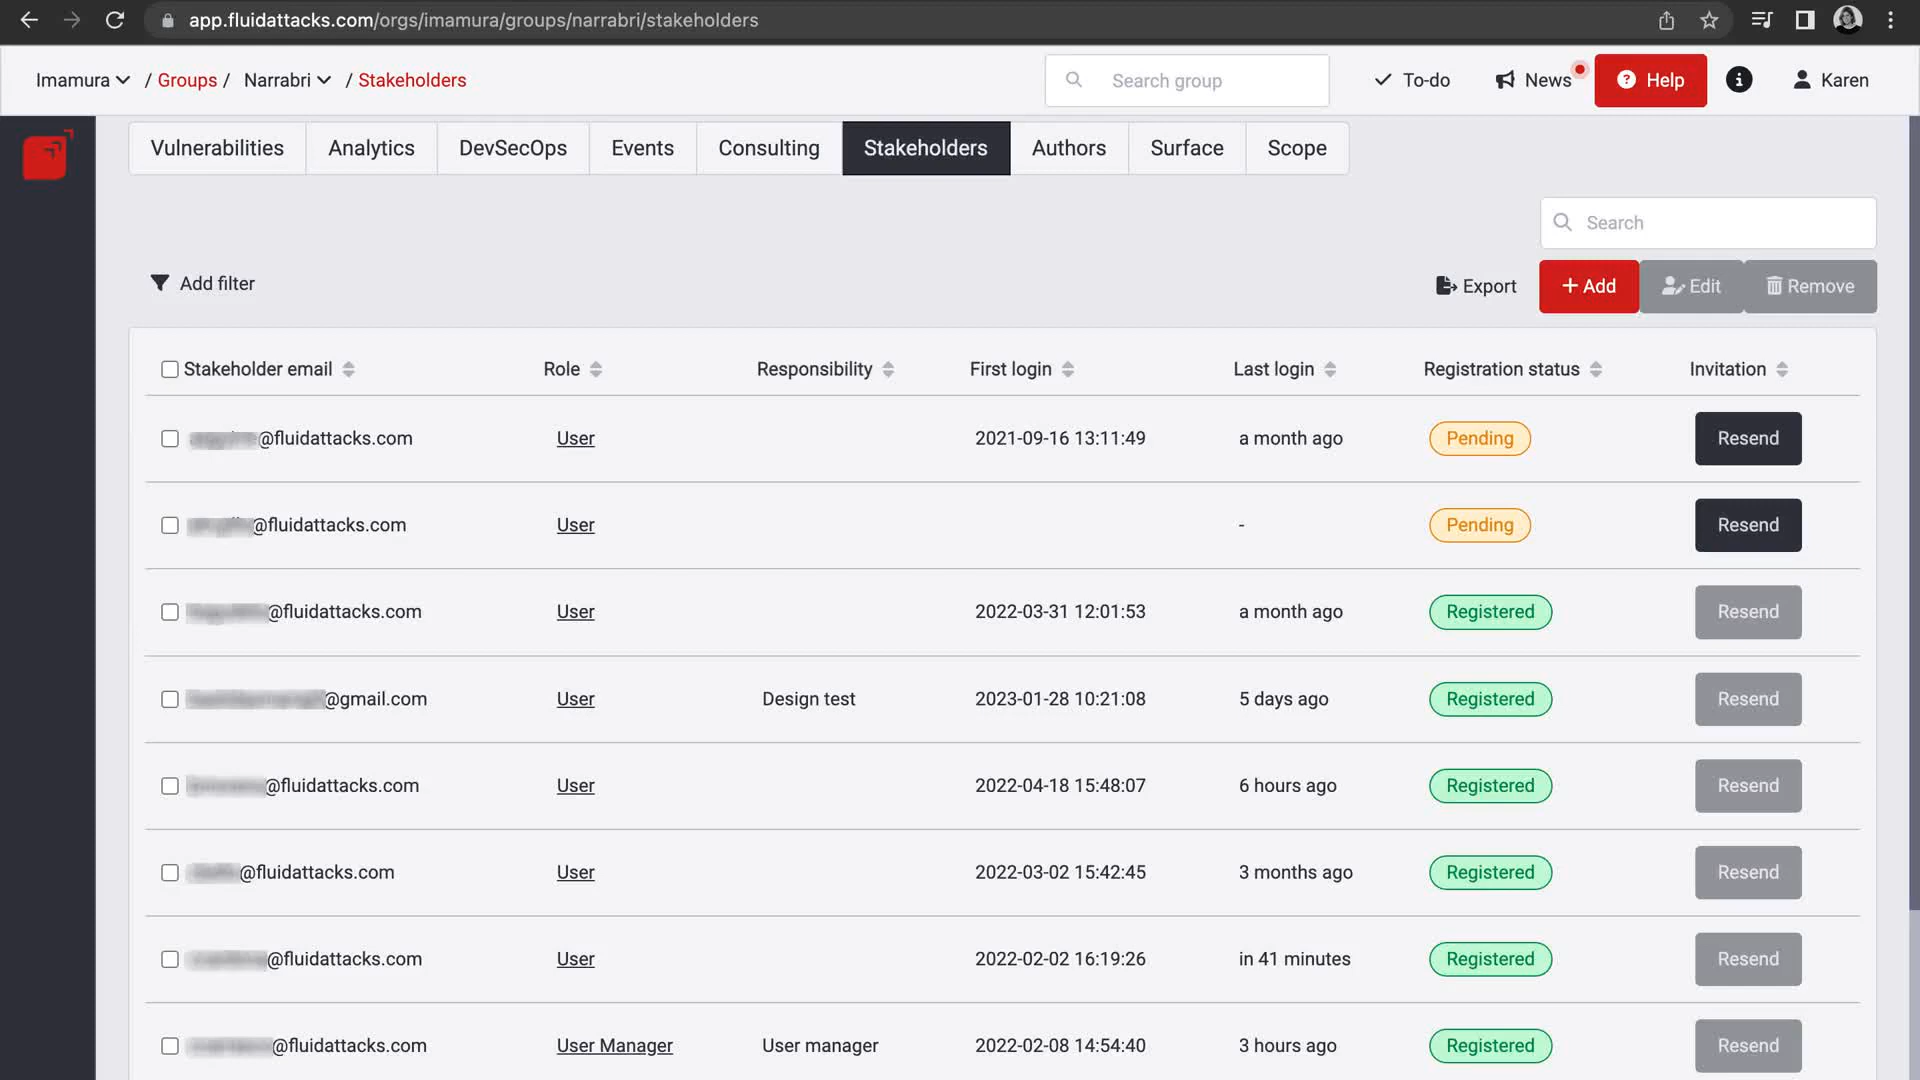 app.fluidattacks.com/orgs/imamura/groups/narrabri/stakeholders
Imamura / Groups / Narrabri / Stakeholders Search group To-do News Help Karen
Vulnerabilities Analytics DevSecOps Events Consulting Stakeholders Authors Surface Scope
Search
Add filter Export + Add Edit Remove
Stakeholder email Role Responsibility First login Last login Registration status Invitation
@fluidattacks.com User 2021-09-16 13:11:49 a month ago Pending Resend
@fluidattacks.com User - Pending Resend
@fluidattacks.com User 2022-03-31 12:01:53 a month ago Registered Resend
@gmail.com User Design test 2023-01-28 10:21:08 5 days ago Registered Resend
@fluidattacks.com User 2022-04-18 15:48:07 6 hours ago Registered Resend
@fluidattacks.com User 2022-03-02 15:42:45 3 months ago Registered Resend
@fluidattacks.com User 2022-02-02 16:19:26 in 41 minutes Registered Resend
@fluidattacks.com User Manager User manager 2022-02-08 14:54:40 3 hours ago Registered Resend